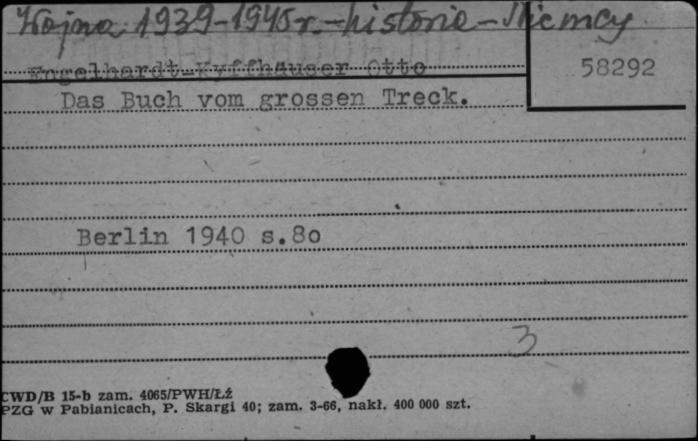 Wojna 1939-1945 r. - historia - Niemcy
Engelhardt-Kyffhäuser Otto
58292
Das Buch vom grossen Treck.
Berlin 1940 s.80
3
CWD/B 15-b zam. 4065/PWH/Łź
PZG w Pabianicach, P. Skargi 40; zam. 3-66, nakł. 400 000 szt.